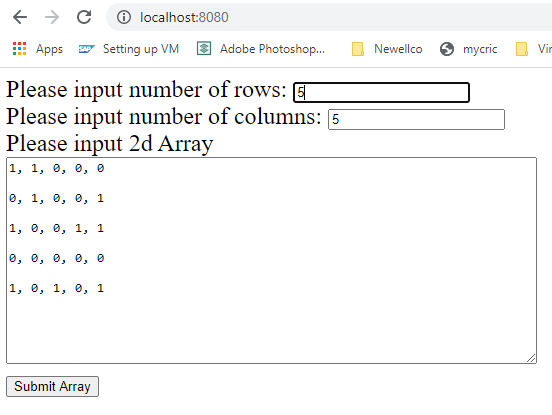 localhost:8080
Apps SAP Setting up VM Adobe Photoshop... Newellco mycric Vir
Please input number of rows: 5
Please input number of columns: 5
Please input 2d Array
1, 1, 0, 0, 0
0, 1, 0, 0, 1
1, 0, 0, 1, 1
0, 0, 0, 0, 0
1, 0, 1, 0, 1
Submit Array